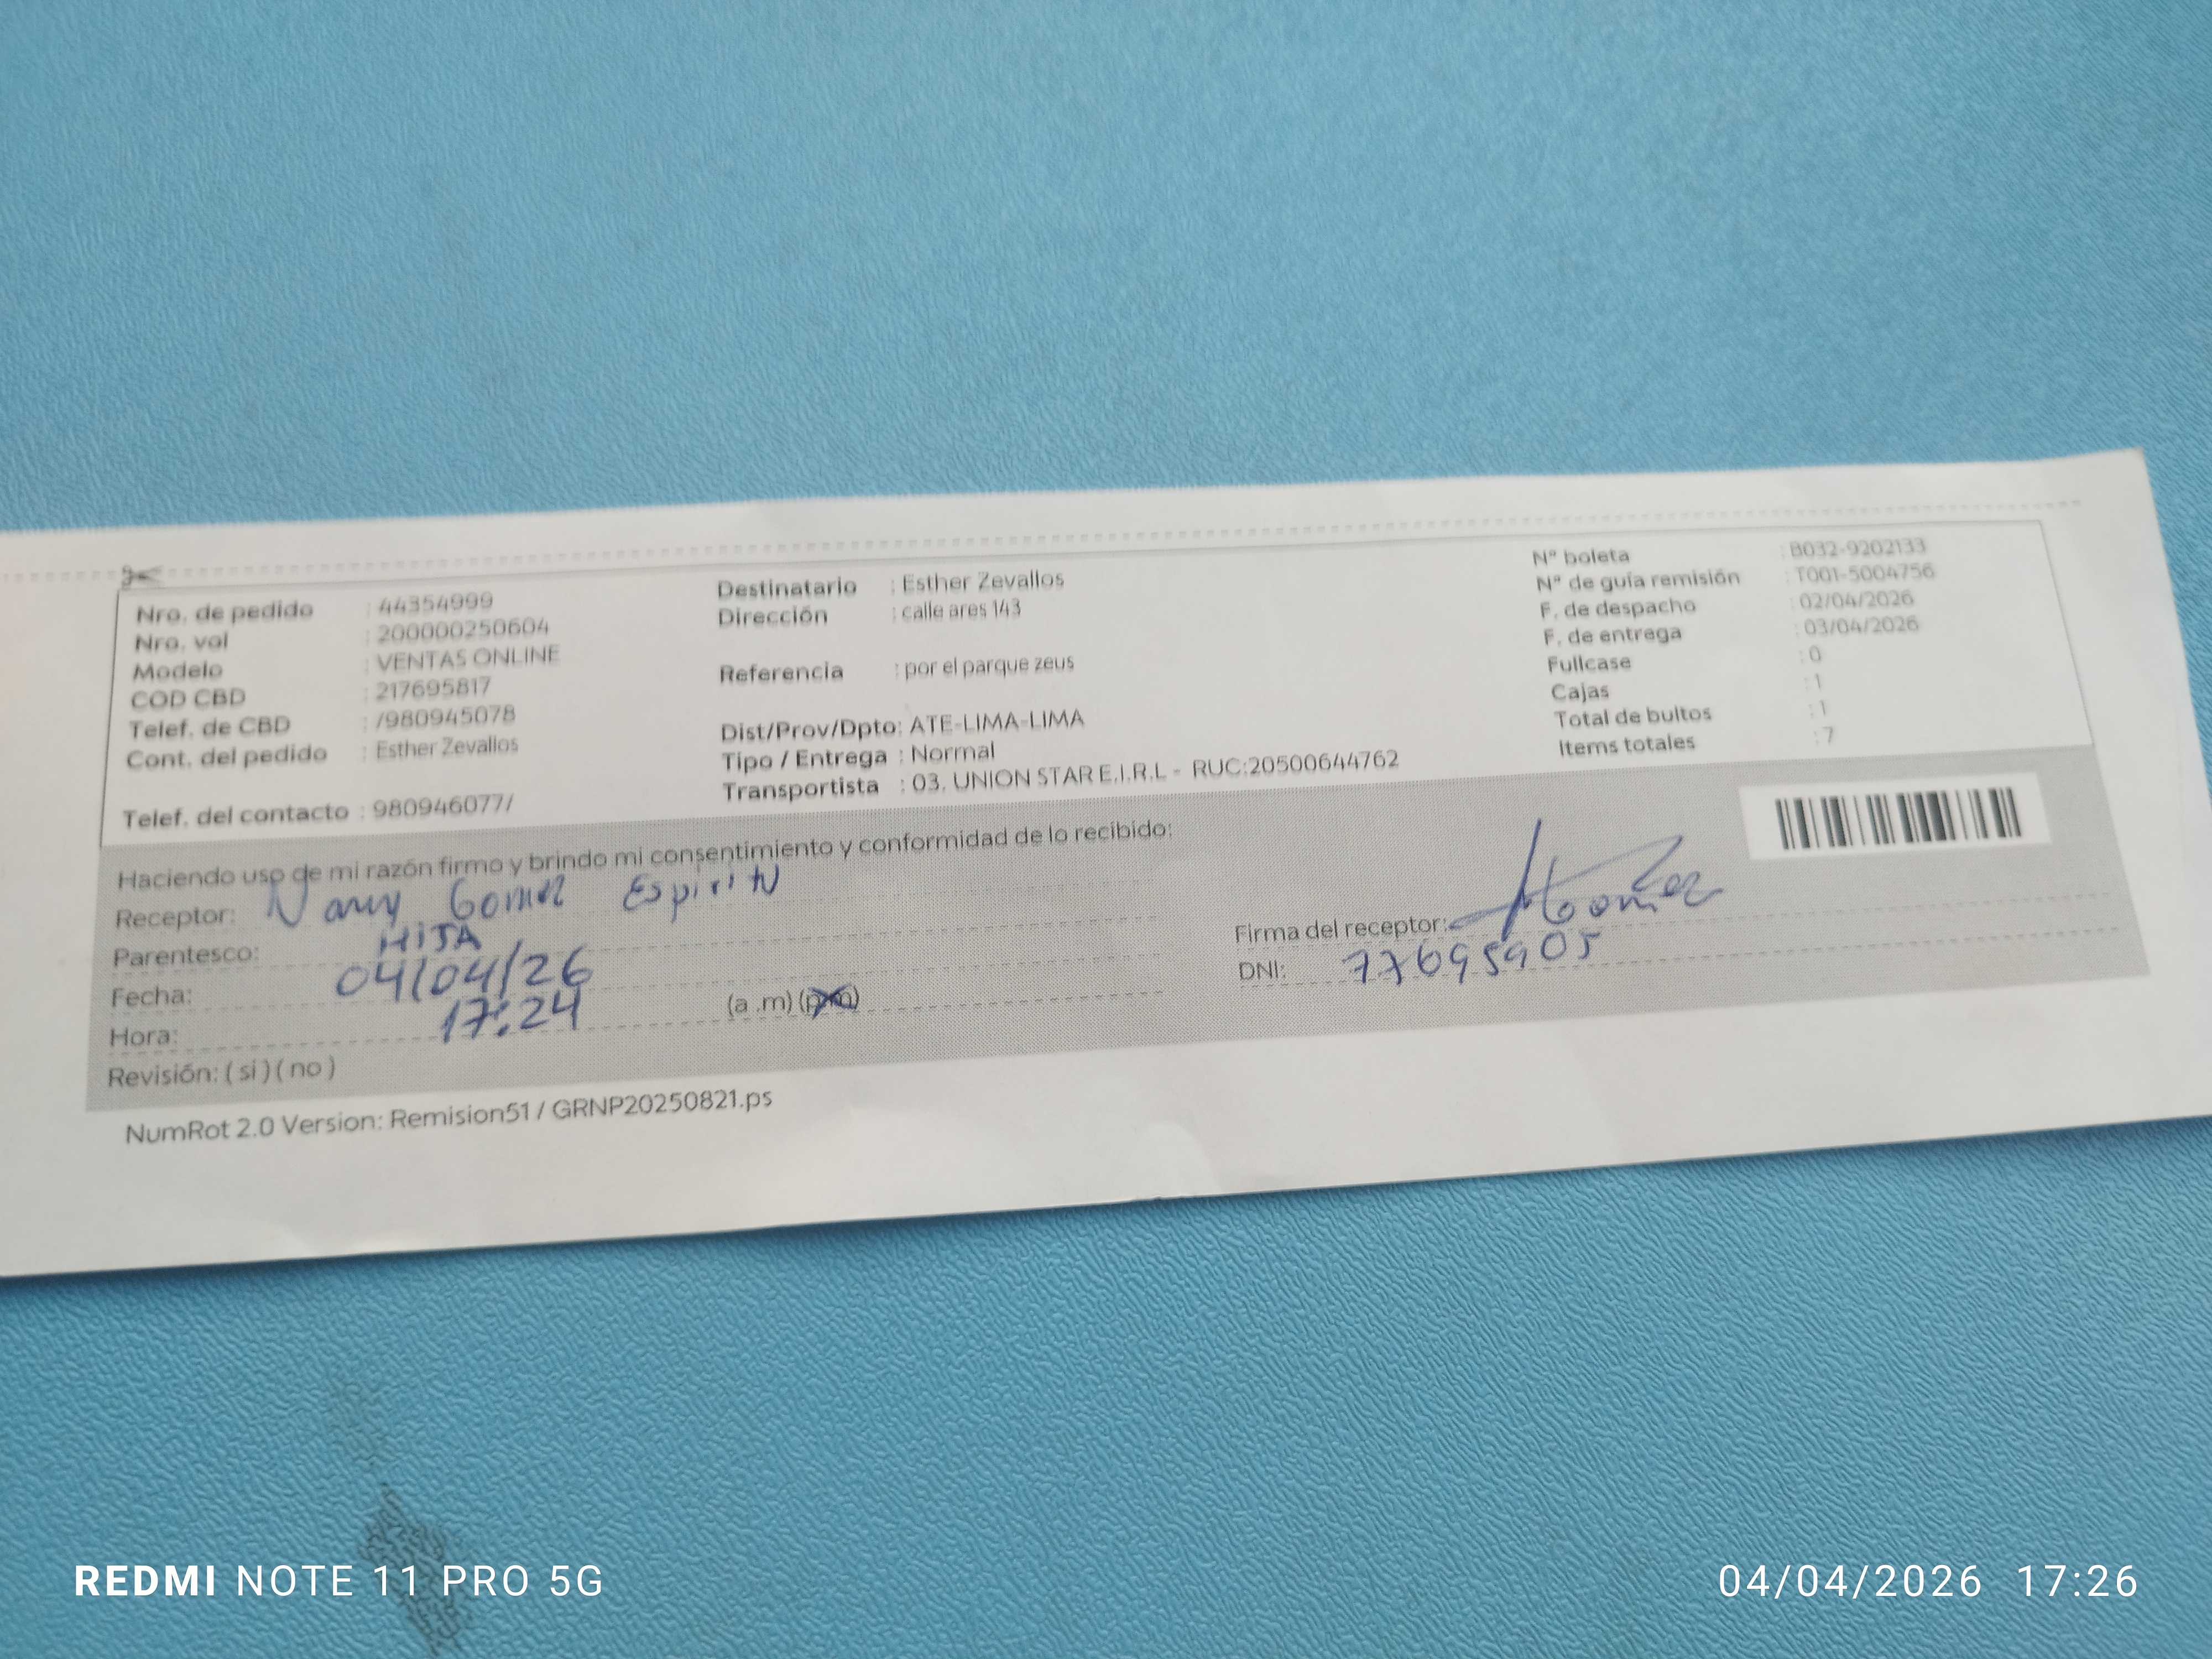 Nro. de pedido : 44354999
Nro. val : 200000250604
Modelo : VENTAS ONLINE
COD CBD : 217695817
Telef. de CBD : /980945078
Cont. del pedido : Esther Zevallos
Telef. del contacto : 980946077/
Destinatario : Esther Zevallos
Dirección : calle ares 143
Referencia : por el parque zeus
Dist/Prov/Dpto: ATE-LIMA-LIMA
Tipo / Entrega : Normal
Transportista : 03. UNION STAR E.I.R.L - RUC:20500644762
Nª boleta : B032-9202133
Nª de guía remisión : T001-5004756
F. de despacho : 02/04/2026
F. de entrega : 03/04/2026
Fullcase : 0
Cajas : 1
Total de bultos : 1
Items totales : 7
Haciendo uso de mi razón firmo y brindo mi consentimiento y conformidad de lo recibido:
Receptor: Espiritu
Parentesco: HIJA
Fecha: 04/04/26
Hora: 17:24 (a .m) (p.m)
Revisión: ( si ) ( no )
Firma del receptor:
DNI: 77695905
NumRot 2.0 Version: Remision51 / GRNP20250821.ps
REDMI NOTE 11 PRO 5G
04/04/2026 17:26